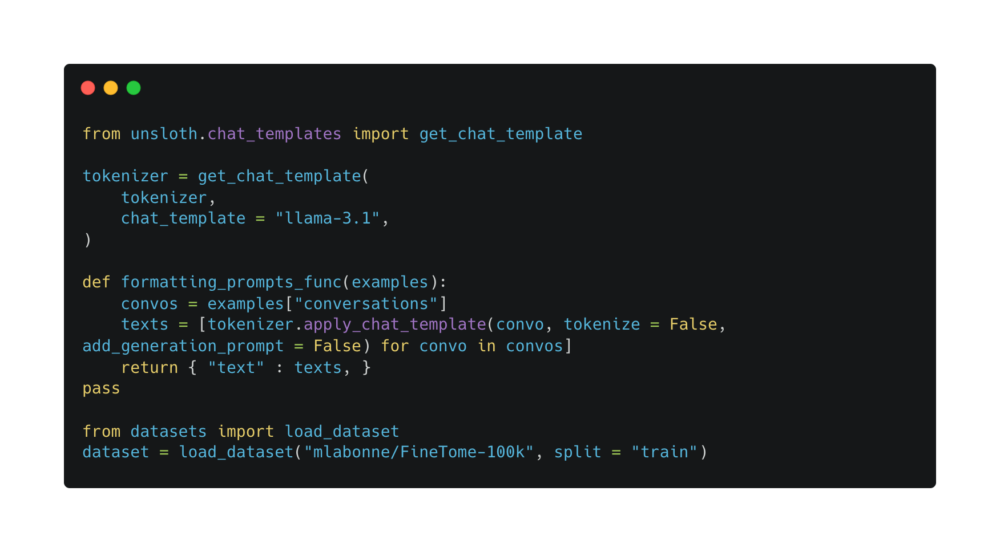 from unsloth.chat_templates import get_chat_template

tokenizer = get_chat_template(
    tokenizer,
    chat_template = "llama-3.1",
)

def formatting_prompts_func(examples):
    convos = examples["conversations"]
    texts = [tokenizer.apply_chat_template(convo, tokenize = False,
add_generation_prompt = False) for convo in convos]
    return { "text" : texts, }
pass

from datasets import load_dataset
dataset = load_dataset("mlabonne/FineTome-100k", split = "train")